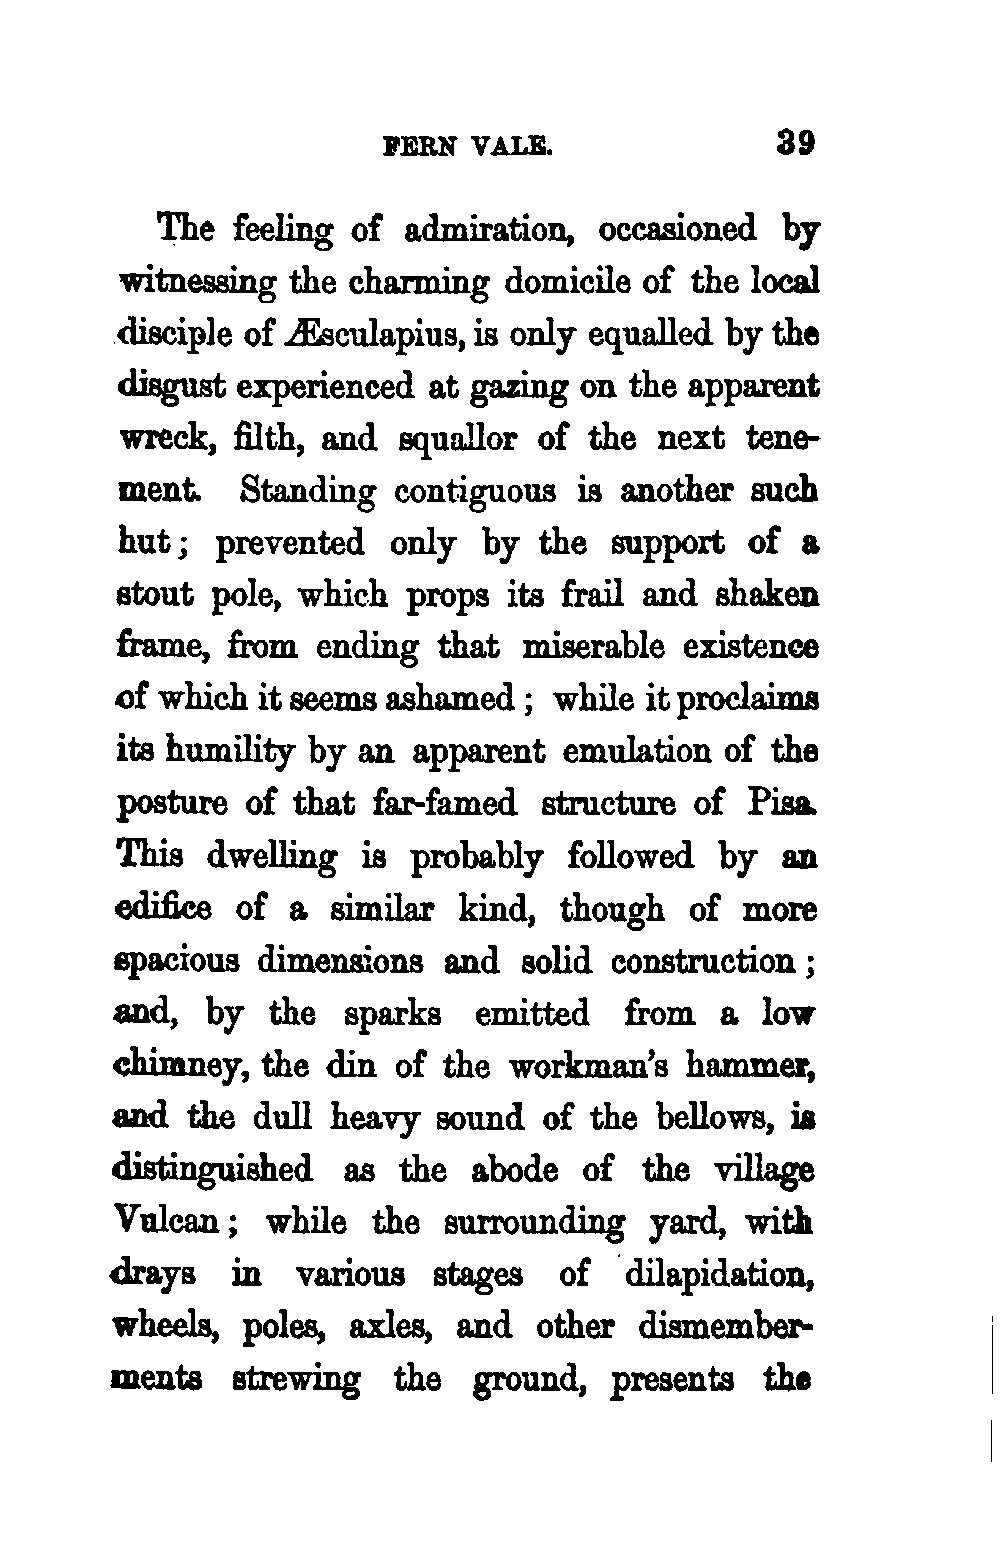 FERN VALE. 39
The feeling of admiration, occasioned by
witnessing the charming domicile of the local
disciple of Æsculapius, is only equalled by the
disgust experienced at gazing on the apparent
wreck, filth, and squallor of the next tene-
ment. Standing contiguous is another such
hut; prevented only by the support of a
stout pole, which props its frail and shaken
frame, from ending that miserable existence
of which it seems ashamed; while it proclaims
its humility by an apparent emulation of the
posture of that far-famed structure of Pisa.
This dwelling is probably followed by an
edifice of a similar kind, though of more
spacious dimensions and solid construction;
and, by the sparks emitted from a low
chimney, the din of the workman's hammer,
and the dull heavy sound of the bellows, is
distinguished as the abode of the village
Vulcan; while the surrounding yard, with
drays in various stages of dilapidation,
wheels, poles, axles, and other dismember-
ments strewing the ground, presents the